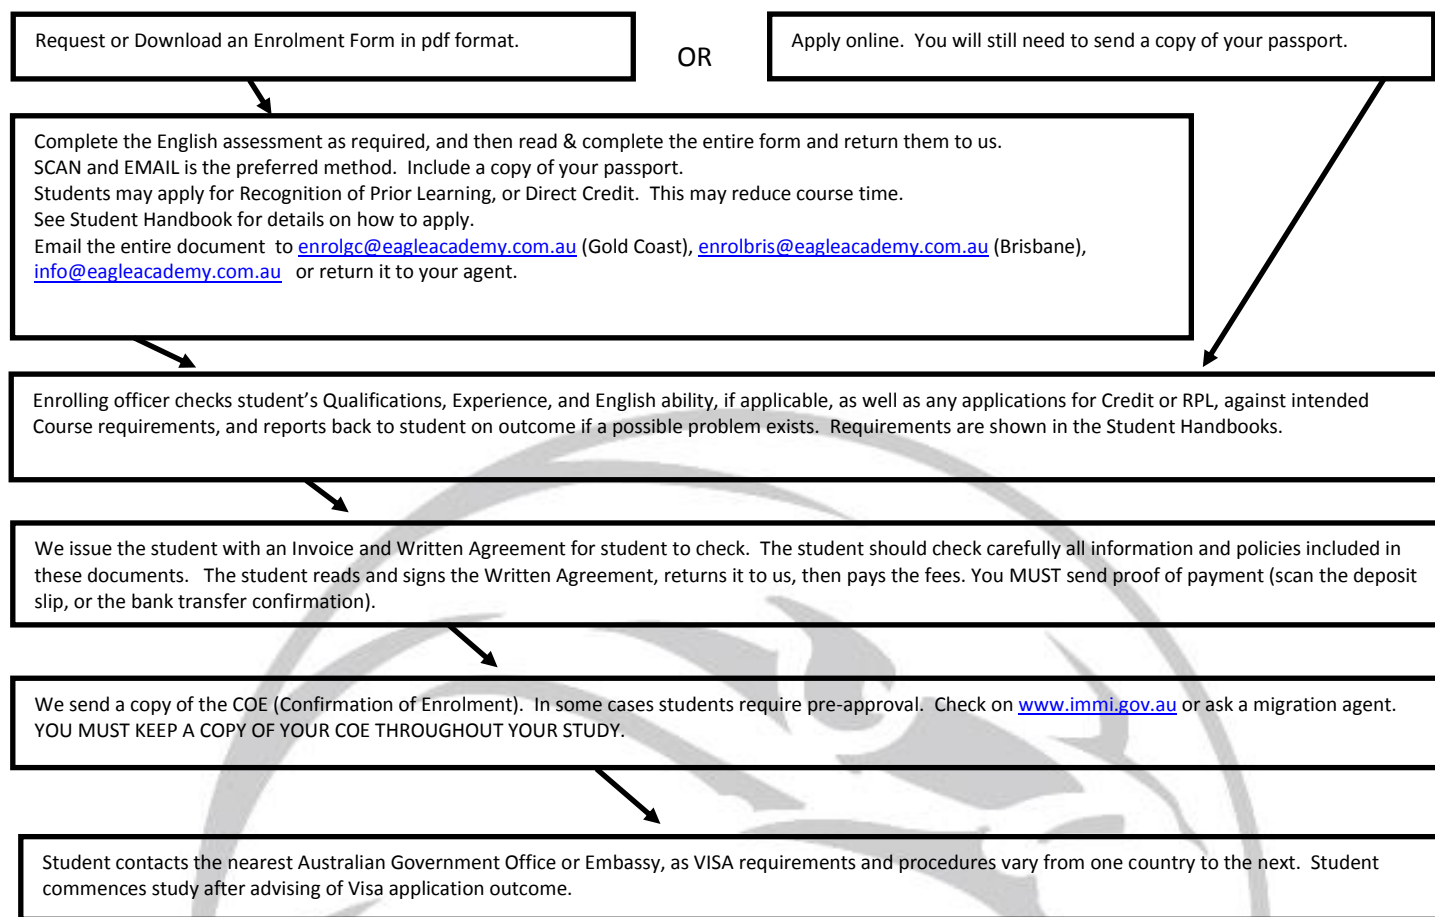 Request or Download an Enrolment Form in pdf format.
OR
Apply online.  You will still need to send a copy of your passport.
Complete the English assessment as required, and then read & complete the entire form and return them to us.
SCAN and EMAIL is the preferred method.  Include a copy of your passport.
Students may apply for Recognition of Prior Learning, or Direct Credit.  This may reduce course time.
See Student Handbook for details on how to apply.
Email the entire document  to enrolgc@eagleacademy.com.au (Gold Coast), enrolbris@eagleacademy.com.au (Brisbane),
info@eagleacademy.com.au   or return it to your agent.
Enrolling officer checks student’s Qualifications, Experience, and English ability, if applicable, as well as any applications for Credit or RPL, against intended
Course requirements, and reports back to student on outcome if a possible problem exists.  Requirements are shown in the Student Handbooks.
We issue the student with an Invoice and Written Agreement for student to check.  The student should check carefully all information and policies included in
these documents.   The student reads and signs the Written Agreement, returns it to us, then pays the fees. You MUST send proof of payment (scan the deposit
slip, or the bank transfer confirmation).
We send a copy of the COE (Confirmation of Enrolment).  In some cases students require pre-approval.  Check on www.immi.gov.au or ask a migration agent.
YOU MUST KEEP A COPY OF YOUR COE THROUGHOUT YOUR STUDY.
Student contacts the nearest Australian Government Office or Embassy, as VISA requirements and procedures vary from one country to the next.  Student
commences study after advising of Visa application outcome.